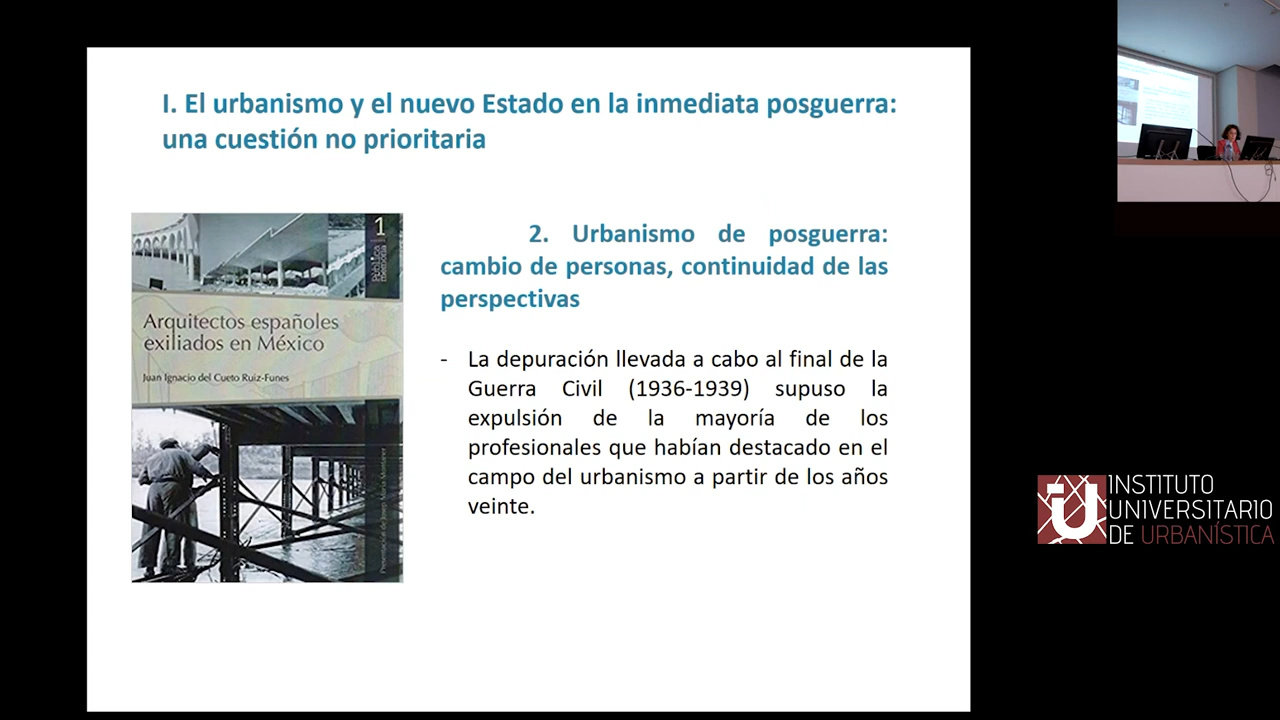 I. El urbanismo y el nuevo Estado en la inmediata posguerra:
una cuestión no prioritaria
1
Pública
memoria
Arquitectos españoles
exiliados en México
Juan Ignacio del Cueto Ruiz-Funes
2. Urbanismo de posguerra:
cambio de personas, continuidad de las
perspectivas
- La depuración llevada a cabo al final de la
Guerra Civil (1936-1939) supuso la
expulsión de la mayoría de los
profesionales que habían destacado en el
campo del urbanismo a partir de los años
veinte.
INSTITUTO
UNIVERSITARIO
DE URBANÍSTICA